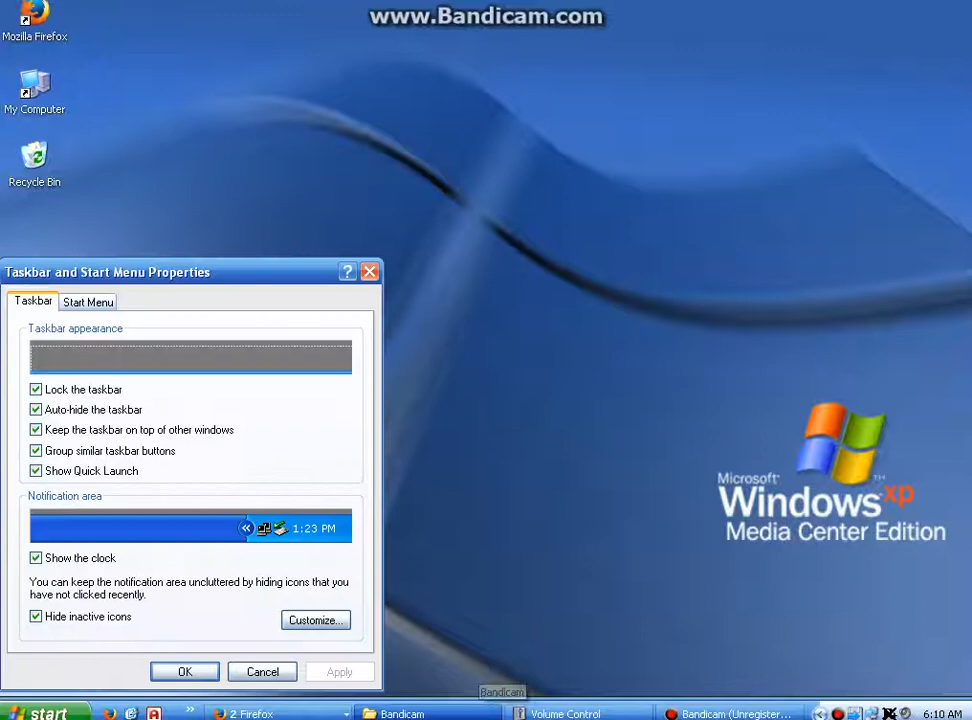 www.Bandicam.com
Mozilla Firefox
My Computer
Recycle Bin
Taskbar and Start Menu Properties
Taskbar
Start Menu
Taskbar appearance
Lock the taskbar
Auto-hide the taskbar
Keep the taskbar on top of other windows
Group similar taskbar buttons
Show Quick Launch
Notification area
1:23 PM
Show the clock
You can keep the notification area uncluttered by hiding icons that you
have not clicked recently.
Hide inactive icons
Customize...
OK
Cancel
Apply
Microsoft
Windows xp
TM
Media Center Edition
Bandicam
start
2 Firefox
Bandicam
Volume Control
Bandicam (Unregister...
6:10 AM